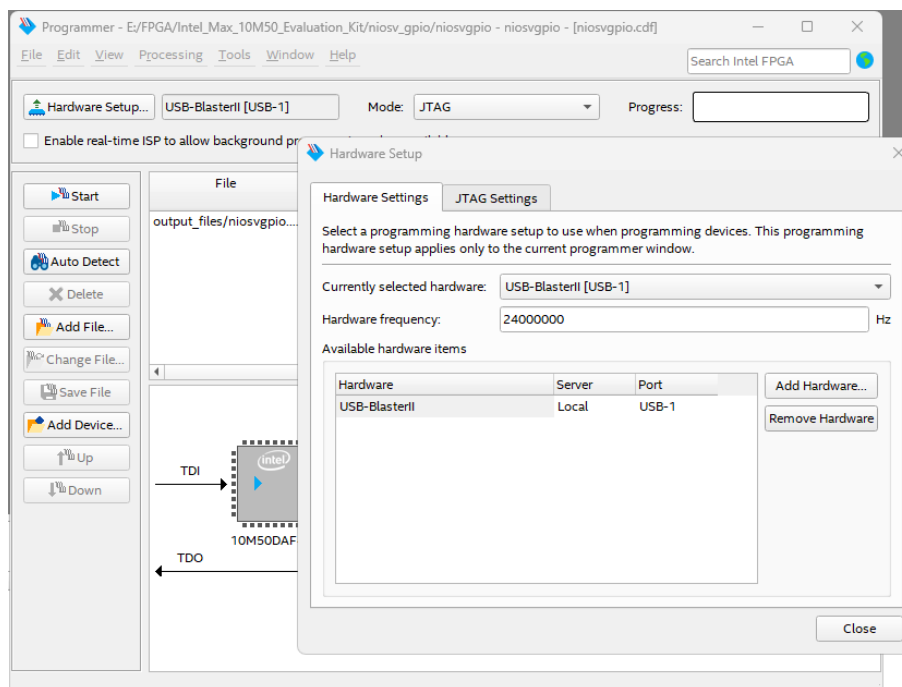 Programmer - E:/FPGA/Intel_Max_10M50_Evaluation_Kit/niosv_gpio/niosvgpio - niosvgpio - [niosvgpio.cdf]
File Edit View Processing Tools Window Help
Search Intel FPGA
Hardware Setup... USB-BlasterII [USB-1] Mode: JTAG Progress:
Enable real-time ISP to allow background
Hardware Setup
File
Start
Stop
Auto Detect
Delete
Add File...
Change File...
Save File
Add Device...
Up
Down
output_files/niosvgpio....
TDI
intel
10M50DAF
TDO
Hardware Settings JTAG Settings
Select a programming hardware setup to use when programming devices. This programming
hardware setup applies only to the current programmer window.
Currently selected hardware: USB-BlasterII [USB-1]
Hardware frequency: 24000000 Hz
Available hardware items
Hardware Server Port
USB-BlasterII Local USB-1
Add Hardware...
Remove Hardware
Close